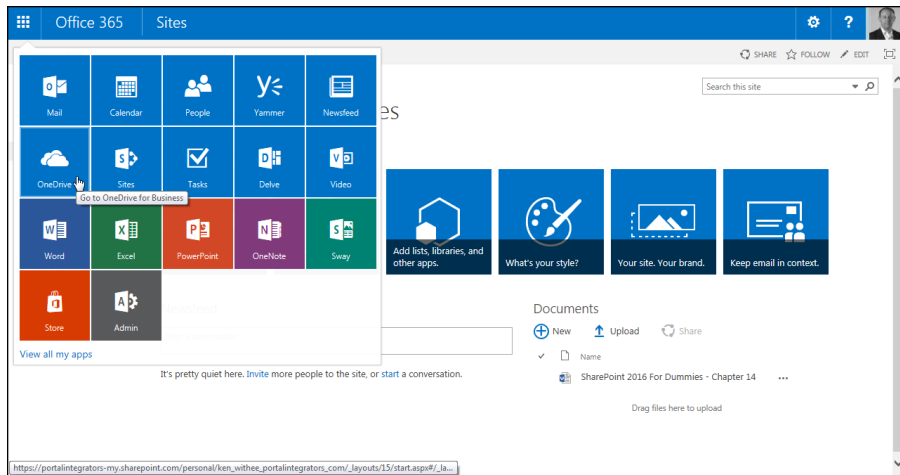 Office 365 Sites
?
SHARE FOLLOW EDIT
Search this site
es
Mail Calendar People Yammer Newsfeed
OneDrive Sites Tasks Delve Video
Go to OneDrive for Business
Word Excel PowerPoint OneNote Sway
Store Admin
View all my apps
Add lists, libraries, and
other apps.
What's your style?
Your site. Your brand.
Keep email in context.
It's pretty quiet here. Invite more people to the site, or start a conversation.
Documents
New Upload Share
Name
SharePoint 2016 For Dummies - Chapter 14 ...
Drag files here to upload
https://portalintegrators-my.sharepoint.com/personal/ken_withee_portalintegrators_com/_layouts/15/start.aspx#/_la...